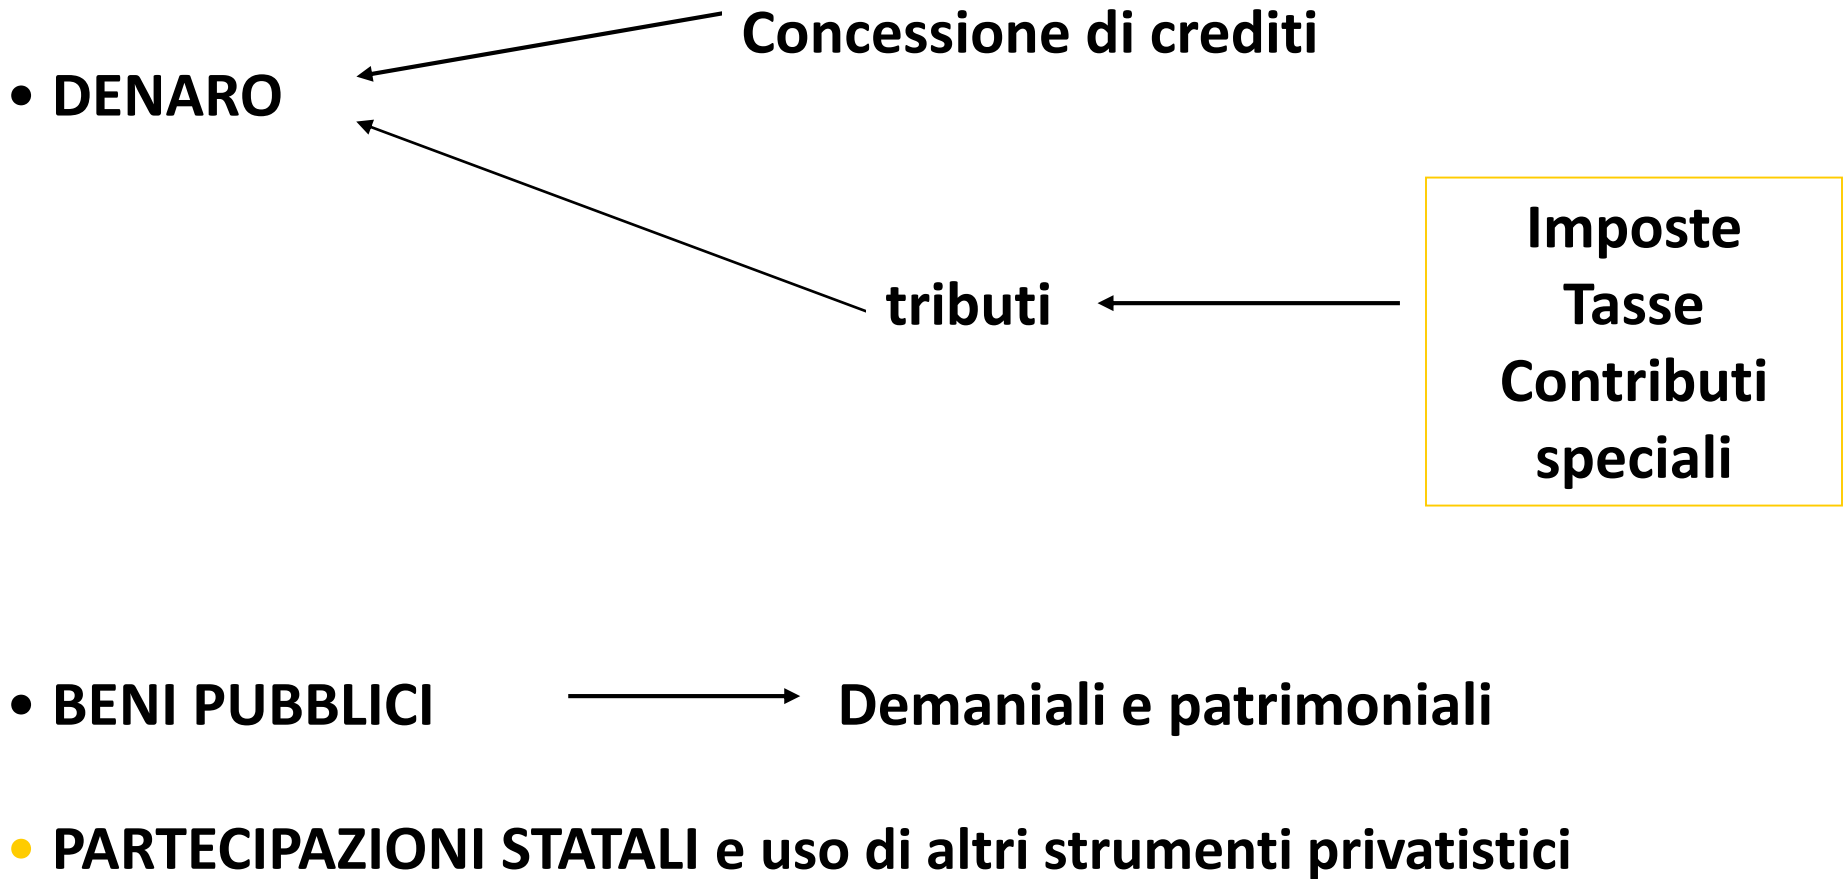 Concessione di crediti
• DENARO
tributi
Imposte
Tasse
Contributi
speciali
• BENI PUBBLICI
Demaniali e patrimoniali
• PARTECIPAZIONI STATALI e uso di altri strumenti privatistici